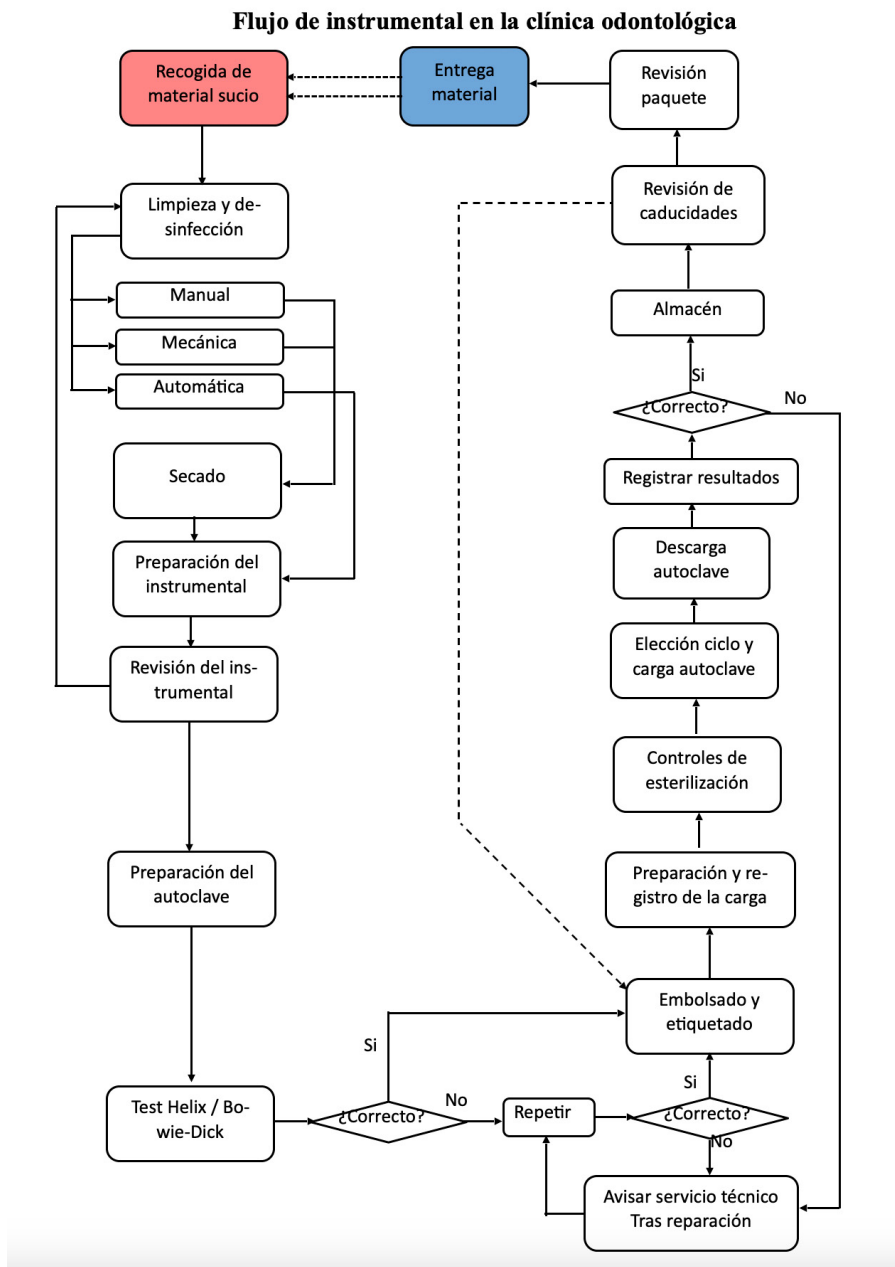 Flujo de instrumental en la clínica odontológica
Recogida de
material sucio
Entrega
material
Revisión
paquete
Limpieza y de-
sinfección
Revisión de
caducidades
Manual
Mecánica
Automática
Almacén
Si
¿Correcto?
No
Secado
Registrar resultados
Preparación del
instrumental
Descarga
autoclave
Revisión del ins-
trumental
Elección ciclo y
carga autoclave
Controles de
esterilización
Preparación del
autoclave
Preparación y re-
gistro de la carga
Embolsado y
etiquetado
Si
Test Helix / Bo-
wie-Dick
¿Correcto?
No
Repetir
Si
¿Correcto?
No
Avisar servicio técnico
Tras reparación